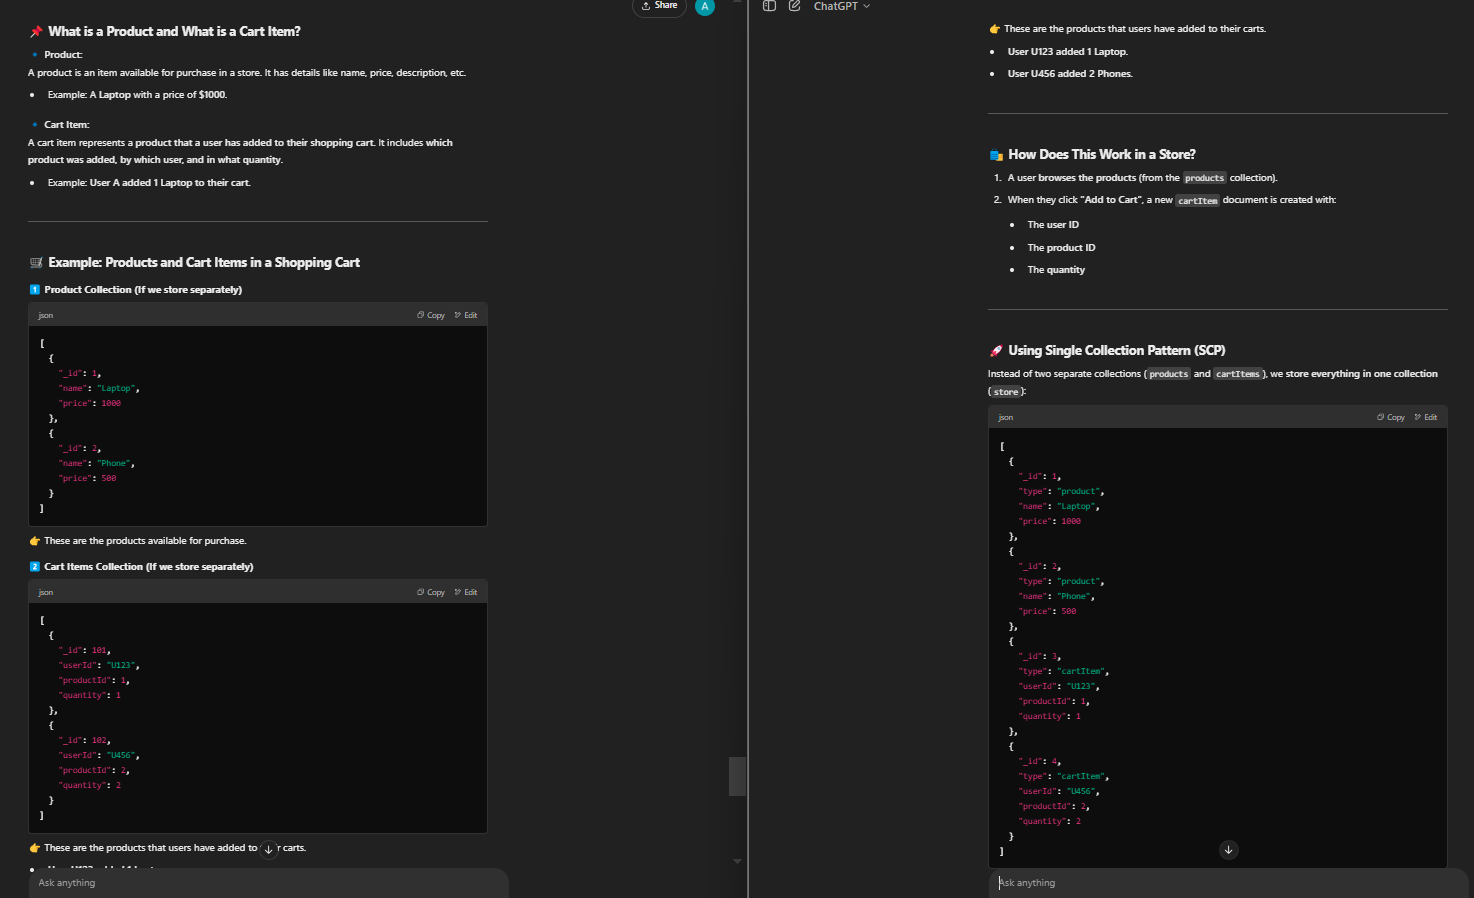 Share
A
What is a Product and What is a Cart Item?
Product:
A product is an item available for purchase in a store. It has details like name, price, description, etc.
Example: A Laptop with a price of $1000.
Cart Item:
A cart item represents a product that a user has added to their shopping cart. It includes which
product was added, by which user, and in what quantity.
Example: User A added 1 Laptop to their cart.
Example: Products and Cart Items in a Shopping Cart
1 Product Collection (If we store separately)
json
Copy
Edit
[
{
"_id": 1,
"name": "Laptop",
"price": 1000
},
{
"_id": 2,
"name": "Phone",
"price": 500
}
]
These are the products available for purchase.
2 Cart Items Collection (If we store separately)
json
Copy
Edit
[
{
"_id": 101,
"userId": "U123",
"productId": 1,
"quantity": 1
},
{
"_id": 102,
"userId": "U456",
"productId": 2,
"quantity": 2
}
]
These are the products that users have added to r carts.
Ask anything
ChatGPT
These are the products that users have added to their carts.
User U123 added 1 Laptop.
User U456 added 2 Phones.
How Does This Work in a Store?
1. A user browses the products (from the products collection).
2. When they click "Add to Cart", a new cartItem document is created with:
The user ID
The product ID
The quantity
Using Single Collection Pattern (SCP)
Instead of two separate collections (products and cartItems), we store everything in one collection
(store):
json
Copy
Edit
[
{
"_id": 1,
"type": "product",
"name": "Laptop",
"price": 1000
},
{
"_id": 2,
"type": "product",
"name": "Phone",
"price": 500
},
{
"_id": 3,
"type": "cartItem",
"userId": "U123",
"productId": 1,
"quantity": 1
},
{
"_id": 4,
"type": "cartItem",
"userId": "U456",
"productId": 2,
"quantity": 2
}
]
Ask anything